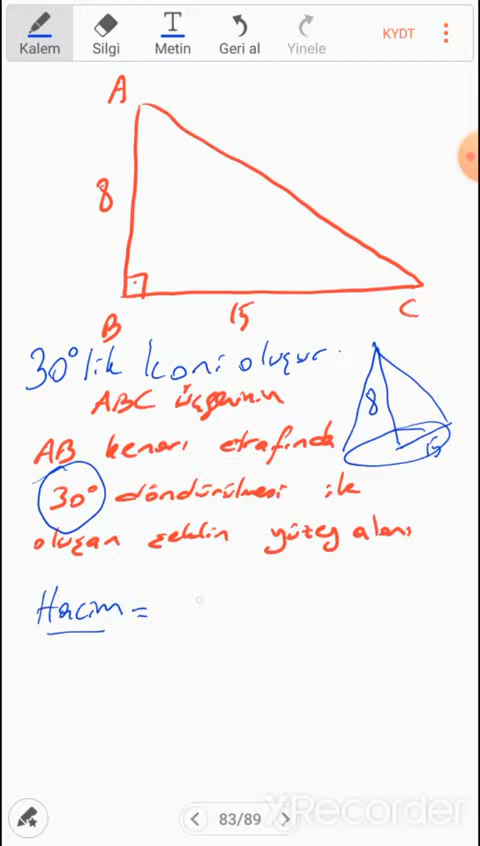 Kalem Silgi Metin Geri al Yinele KYDT
A
8
B 15 C
30°lik koni oluşur.
ABC üçgeninin
8
AB kenarı etrafında
15
30° döndürülmesi ile
oluşan şeklin yüzey alanı
Hacim =
83/89
XRecorder